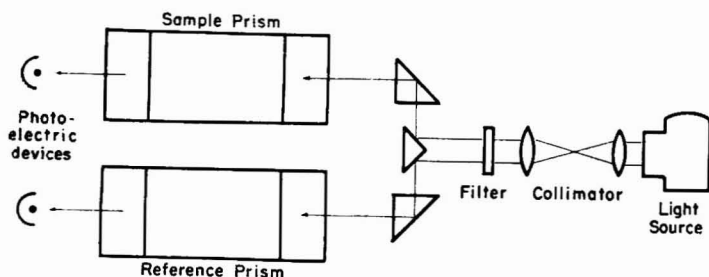 Sample Prism
Photo-
electric
devices
Filter
Collimator
Light
Source
Reference Prism